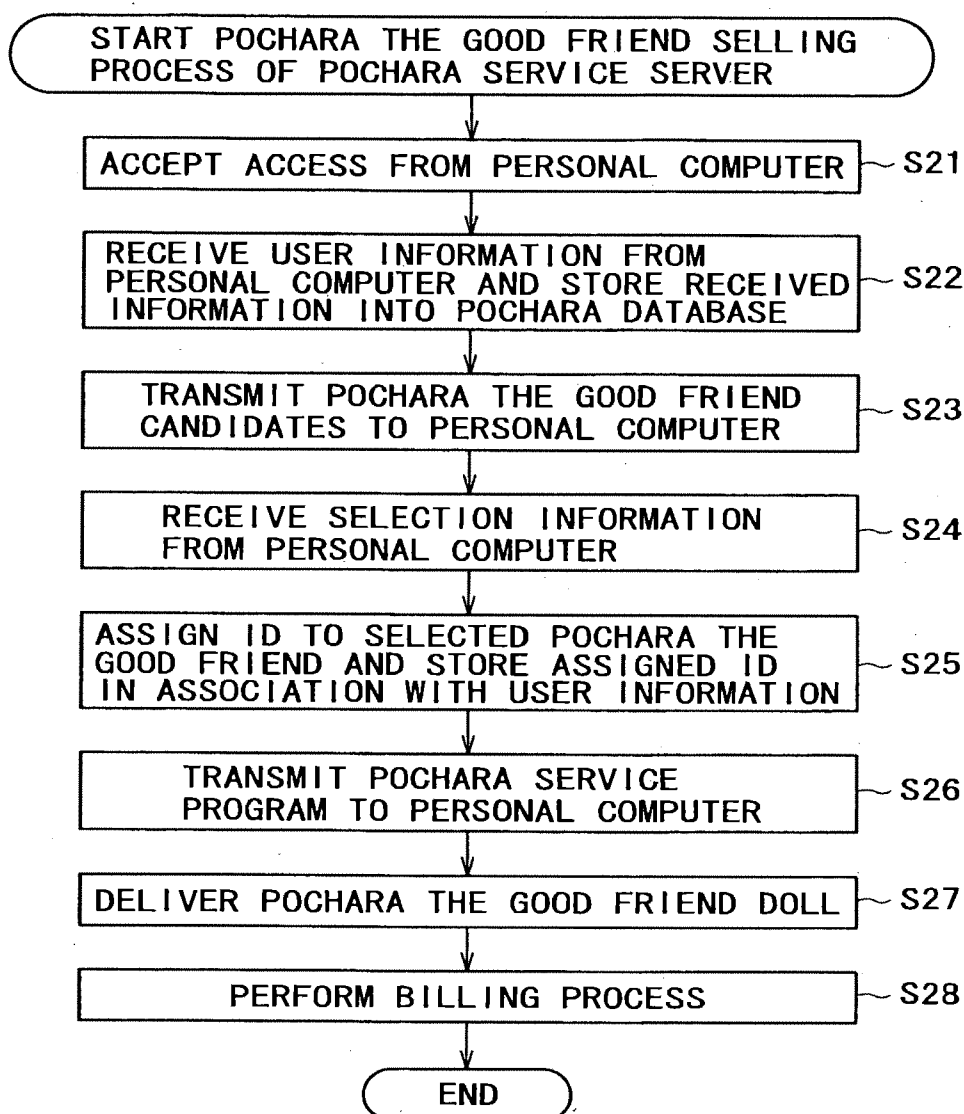 START POCHARA THE GOOD FRIEND SELLING
PROCESS OF POCHARA SERVICE SERVER
ACCEPT ACCESS FROM PERSONAL COMPUTER
S21
RECEIVE USER INFORMATION FROM
PERSONAL COMPUTER AND STORE RECEIVED
INFORMATION INTO POCHARA DATABASE
S22
TRANSMIT POCHARA THE GOOD FRIEND
CANDIDATES TO PERSONAL COMPUTER
S23
RECEIVE SELECTION INFORMATION
FROM PERSONAL COMPUTER
S24
ASSIGN ID TO SELECTED POCHARA THE
GOOD FRIEND AND STORE ASSIGNED ID
IN ASSOCIATION WITH USER INFORMATION
S25
TRANSMIT POCHARA SERVICE
PROGRAM TO PERSONAL COMPUTER
S26
DELIVER POCHARA THE GOOD FRIEND DOLL
S27
PERFORM BILLING PROCESS
S28
END